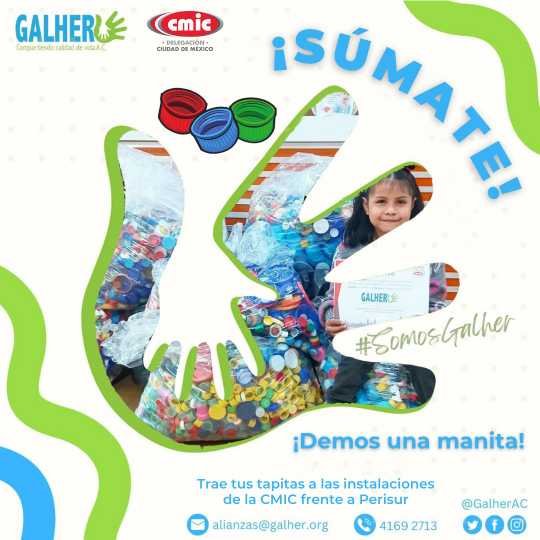 GALHER
Compartiendo calidad de vida A.C.
cmic
• DELEGACIÓN •
CIUDAD DE MÉXICO
¡SÚMATE!
GALHER
#SomosGalher
¡Demos una manita!
Trae tus tapitas a las instalaciones
de la CMIC frente a Perisur
@GalherAC
alianzas@galher.org
4169 2713